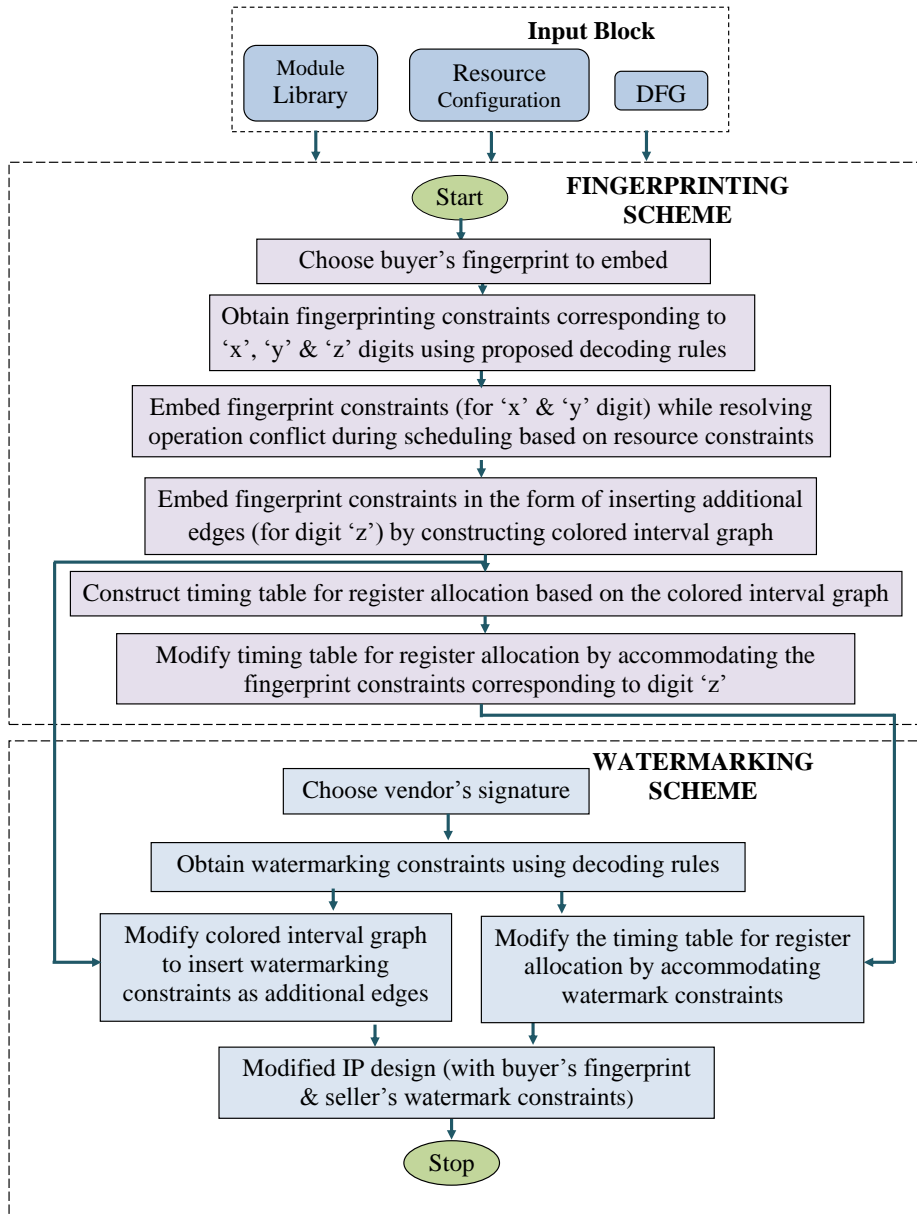 Input Block
Module
Library
Resource
Configuration
DFG
FINGERPRINTING
SCHEME
Start
Choose buyer’s fingerprint to embed
Obtain fingerprinting constraints corresponding to
‘x’, ‘y’ & ‘z’ digits using proposed decoding rules
Embed fingerprint constraints (for ‘x’ & ‘y’ digit) while resolving
operation conflict during scheduling based on resource constraints
Embed fingerprint constraints in the form of inserting additional
edges (for digit ‘z’) by constructing colored interval graph
Construct timing table for register allocation based on the colored interval graph
Modify timing table for register allocation by accommodating the
fingerprint constraints corresponding to digit ‘z’
WATERMARKING
SCHEME
Choose vendor’s signature
Obtain watermarking constraints using decoding rules
Modify colored interval graph
to insert watermarking
constraints as additional edges
Modify the timing table for register
allocation by accommodating
watermark constraints
Modified IP design (with buyer’s fingerprint
& seller’s watermark constraints)
Stop